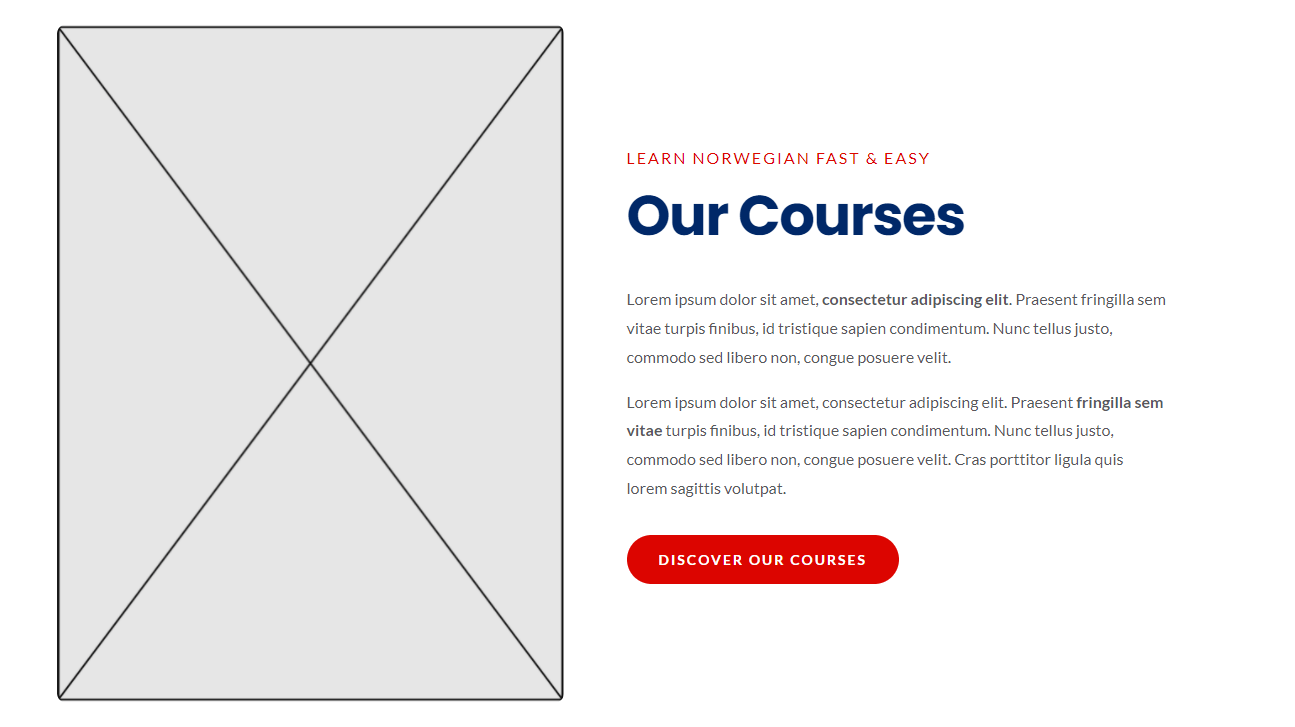 LEARN NORWEGIAN FAST & EASY
Our Courses
Lorem ipsum dolor sit amet, consectetur adipiscing elit. Praesent fringilla sem
vitae turpis finibus, id tristique sapien condimentum. Nunc tellus justo,
commodo sed libero non, congue posuere velit.
Lorem ipsum dolor sit amet, consectetur adipiscing elit. Praesent fringilla sem
vitae turpis finibus, id tristique sapien condimentum. Nunc tellus justo,
commodo sed libero non, congue posuere velit. Cras porttitor ligula quis
lorem sagittis volutpat.
DISCOVER OUR COURSES